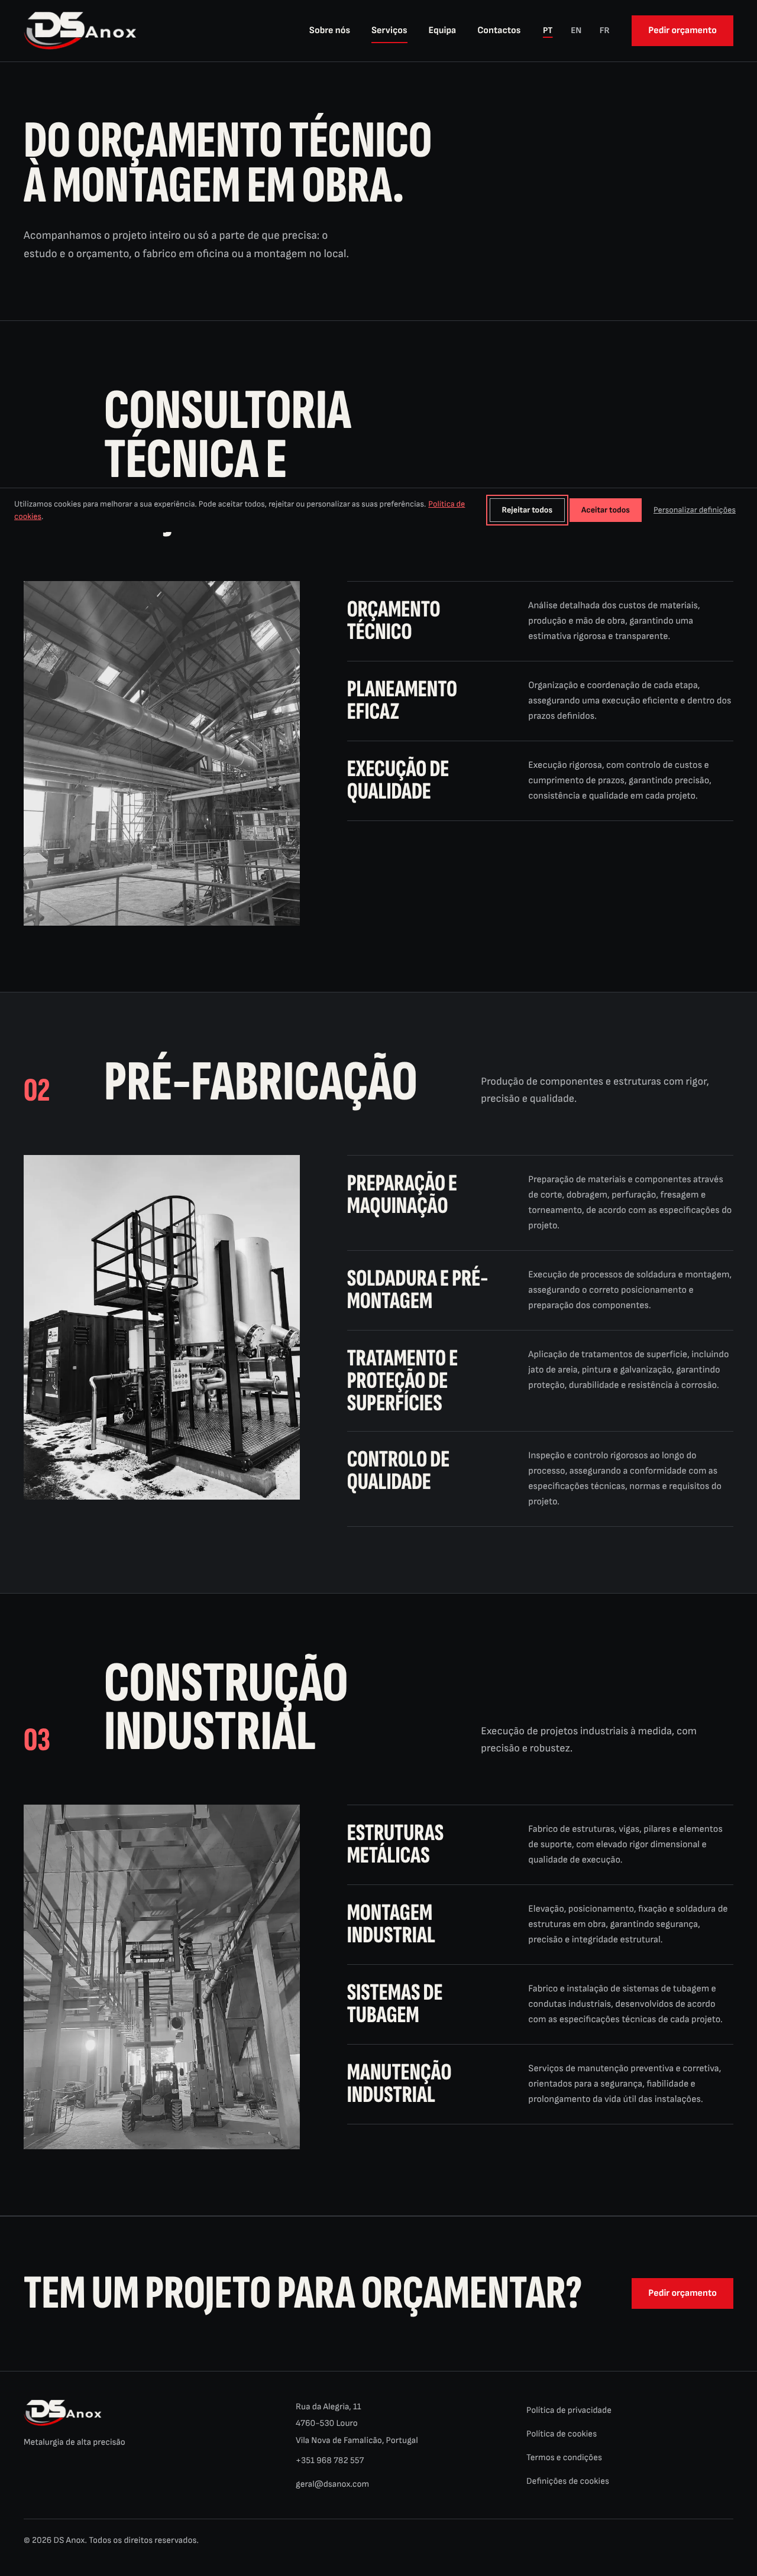 DS Anox
Sobre nós Serviços Equipa Contactos PT EN FR Pedir orçamento
DO ORÇAMENTO TÉCNICO
À MONTAGEM EM OBRA.
Acompanhamos o projeto inteiro ou só a parte de que precisa: o
estudo e o orçamento, o fabrico em oficina ou a montagem no local.
CONSULTORIA
TÉCNICA E
Utilizamos cookies para melhorar a sua experiência. Pode aceitar todos, rejeitar ou personalizar as suas preferências. Política de
cookies.
Rejeitar todos Aceitar todos Personalizar definições
ORÇAMENTO
TÉCNICO
Análise detalhada dos custos de materiais,
produção e mão de obra, garantindo uma
estimativa rigorosa e transparente.
PLANEAMENTO
EFICAZ
Organização e coordenação de cada etapa,
assegurando uma execução eficiente e dentro dos
prazos definidos.
EXECUÇÃO DE
QUALIDADE
Execução rigorosa, com controlo de custos e
cumprimento de prazos, garantindo precisão,
consistência e qualidade em cada projeto.
02
PRÉ-FABRICAÇÃO
Produção de componentes e estruturas com rigor,
precisão e qualidade.
PREPARAÇÃO E
MAQUINAÇÃO
Preparação de materiais e componentes através
de corte, dobragem, perfuração, fresagem e
torneamento, de acordo com as especificações do
projeto.
SOLDADURA E PRÉ-
MONTAGEM
Execução de processos de soldadura e montagem,
assegurando o correto posicionamento e
preparação dos componentes.
TRATAMENTO E
PROTEÇÃO DE
SUPERFÍCIES
Aplicação de tratamentos de superfície, incluindo
jato de areia, pintura e galvanização, garantindo
proteção, durabilidade e resistência à corrosão.
CONTROLO DE
QUALIDADE
Inspeção e controlo rigorosos ao longo do
processo, assegurando a conformidade com as
especificações técnicas, normas e requisitos do
projeto.
03
CONSTRUÇÃO
INDUSTRIAL
Execução de projetos industriais à medida, com
precisão e robustez.
ESTRUTURAS
METÁLICAS
Fabrico de estruturas, vigas, pilares e elementos
de suporte, com elevado rigor dimensional e
qualidade de execução.
MONTAGEM
INDUSTRIAL
Elevação, posicionamento, fixação e soldadura de
estruturas em obra, garantindo segurança,
precisão e integridade estrutural.
SISTEMAS DE
TUBAGEM
Fabrico e instalação de sistemas de tubagem e
condutas industriais, desenvolvidos de acordo
com as especificações técnicas de cada projeto.
MANUTENÇÃO
INDUSTRIAL
Serviços de manutenção preventiva e corretiva,
orientados para a segurança, fiabilidade e
prolongamento da vida útil das instalações.
TEM UM PROJETO PARA ORÇAMENTAR?
Pedir orçamento
DS Anox
Metalurgia de alta precisão
Rua da Alegria, 11
4760-530 Louro
Vila Nova de Famalicão, Portugal
+351 968 782 557
geral@dsanox.com
Política de privacidade
Política de cookies
Termos e condições
Definições de cookies
© 2026 DS Anox. Todos os direitos reservados.